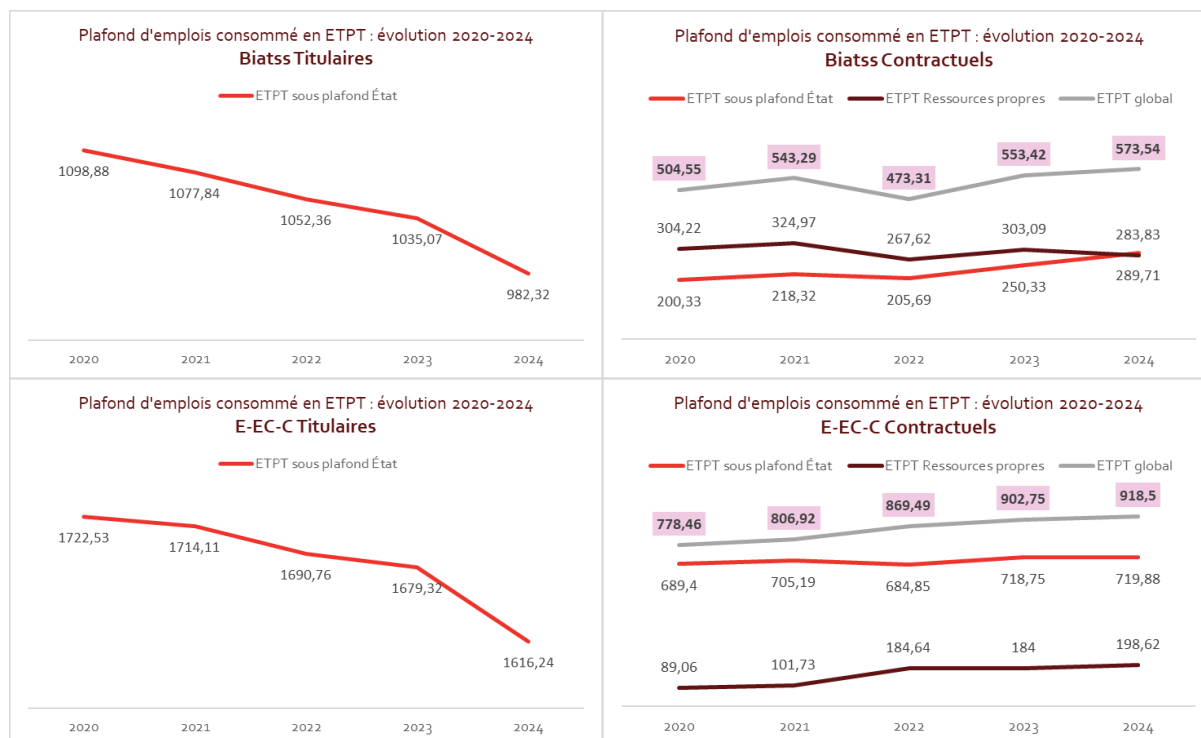 Plafond d'emplois consommé en ETPT : évolution 2020-2024
Biatss Titulaires
ETPT sous plafond État
1098,88
1077,84
1052,36
1035,07
982,32
2020 2021 2022 2023 2024
Plafond d'emplois consommé en ETPT : évolution 2020-2024
Biatss Contractuels
ETPT sous plafond État ETPT Ressources propres ETPT global
504,55 543,29 473,31 553,42 573,54
304,22 324,97 267,62 303,09 283,83
200,33 218,32 205,69 250,33 289,71
2020 2021 2022 2023 2024
Plafond d'emplois consommé en ETPT : évolution 2020-2024
E-EC-C Titulaires
ETPT sous plafond État
1722,53
1714,11
1690,76
1679,32
1616,24
2020 2021 2022 2023 2024
Plafond d'emplois consommé en ETPT : évolution 2020-2024
E-EC-C Contractuels
ETPT sous plafond État ETPT Ressources propres ETPT global
778,46 806,92 869,49 902,75 918,5
689,4 705,19 684,85 718,75 719,88
89,06 101,73 184,64 184 198,62
2020 2021 2022 2023 2024